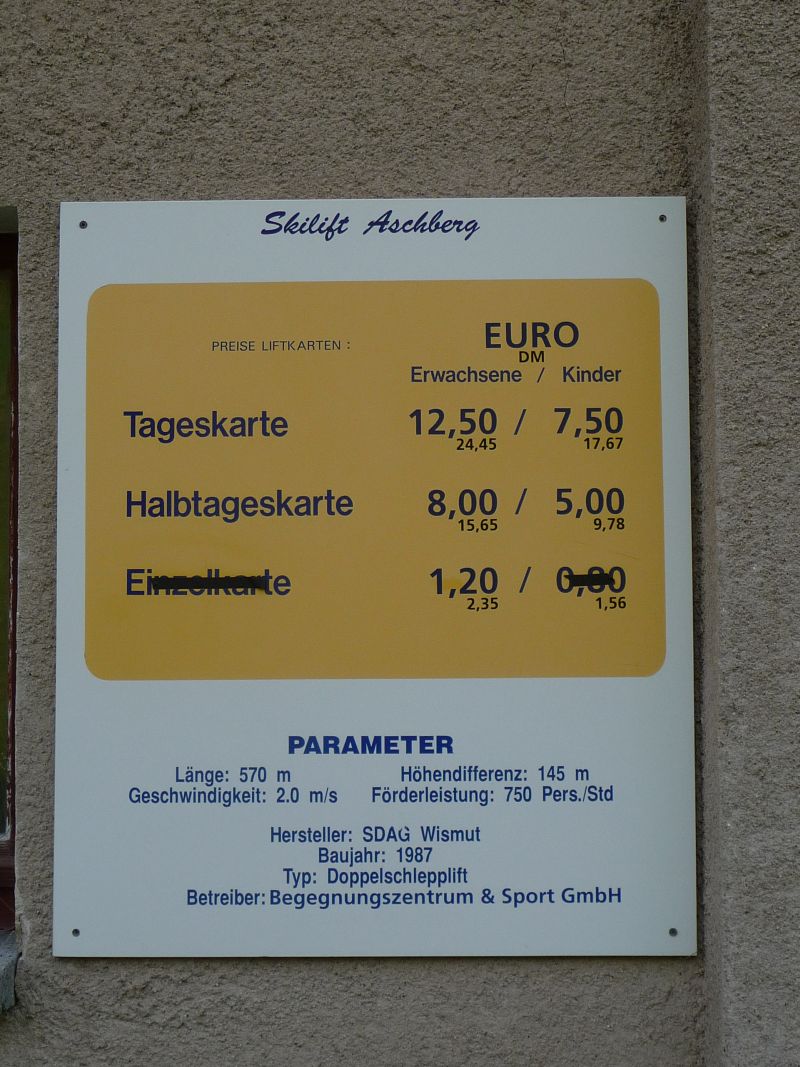 Skilift Aschberg
PREISE LIFTKARTEN : EURO
DM
Erwachsene / Kinder
Tageskarte 12,50 / 7,50
24,45 17,67
Halbtageskarte 8,00 / 5,00
15,65 9,78
Einzelkarte 1,20 / 0,80
2,35 1,56
PARAMETER
Länge: 570 m Höhendifferenz: 145 m
Geschwindigkeit: 2.0 m/s Förderleistung: 750 Pers./Std
Hersteller: SDAG Wismut
Baujahr: 1987
Typ: Doppelschlepplift
Betreiber: Begegnungszentrum & Sport GmbH